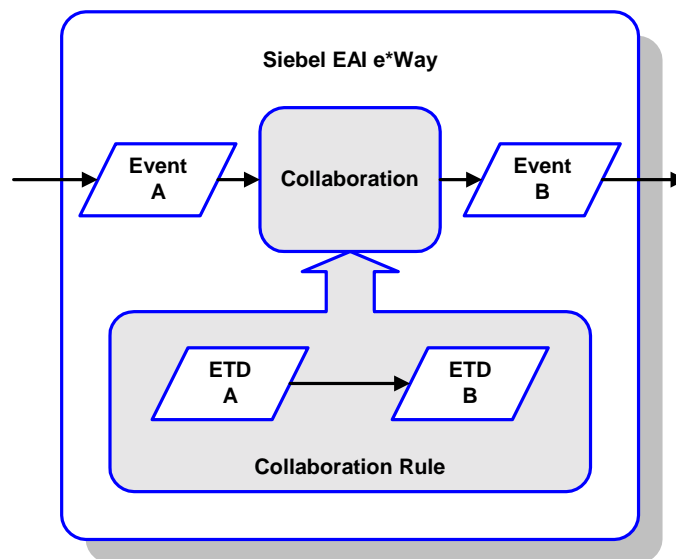 Siebel EAI e*Way
Event
A
Collaboration
Event
B
ETD
A
ETD
B
Collaboration Rule